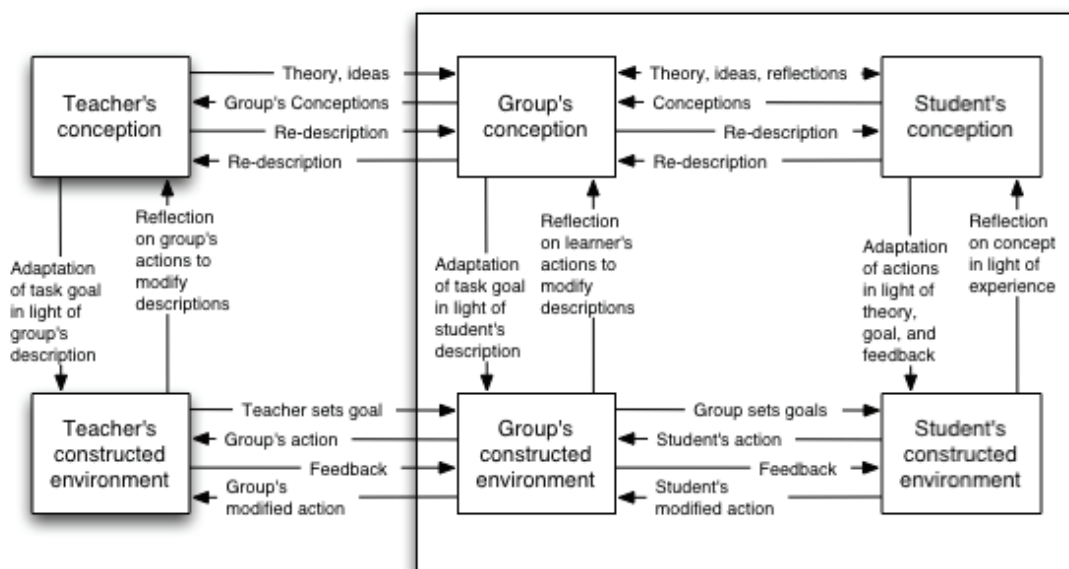 Teacher's
conception
Theory, ideas
Group's Conceptions
Re-description
Re-description
Group's
conception
Theory, ideas, reflections
Conceptions
Re-description
Re-description
Student's
conception
Adaptation
of task goal
in light of
group's
description
Reflection
on group's
actions to
modify
descriptions
Adaptation
of task goal
in light of
student's
description
Reflection
on learner's
actions to
modify
descriptions
Adaptation
of actions
in light of
theory,
goal, and
feedback
Reflection
on concept
in light of
experience
Teacher's
constructed
environment
Teacher sets goal
Group's action
Feedback
Group's
modified action
Group's
constructed
environment
Group sets goals
Student's action
Feedback
Student's
modified action
Student's
constructed
environment